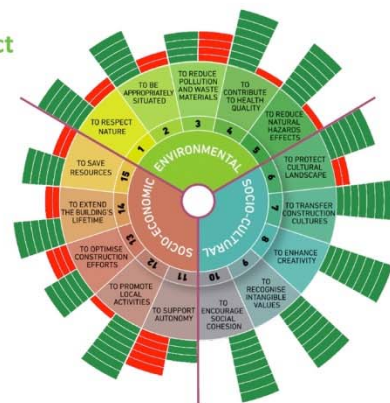 ct
ENVIRONMENTAL
1
TO RESPECT
NATURE
2
TO BE
APPROPRIATELY
SITUATED
3
TO REDUCE
POLLUTION
AND WASTE
MATERIALS
4
TO
CONTRIBUTE
TO HEALTH
QUALITY
5
TO REDUCE
NATURAL
HAZARDS
EFFECTS
SOCIO-CULTURAL
6
TO PROTECT
CULTURAL
LANDSCAPE
7
TO TRANSFER
CONSTRUCTION
CULTURES
8
TO ENHANCE
CREATIVITY
9
TO
RECOGNISE
INTANGIBLE
VALUES
10
TO
ENCOURAGE
SOCIAL
COHESION
SOCIO-ECONOMIC
11
TO SUPPORT
AUTONOMY
12
TO PROMOTE
LOCAL
ACTIVITIES
13
TO OPTIMISE
CONSTRUCTION
EFFORTS
14
TO EXTEND
THE BUILDING'S
LIFETIME
15
TO SAVE
RESOURCES